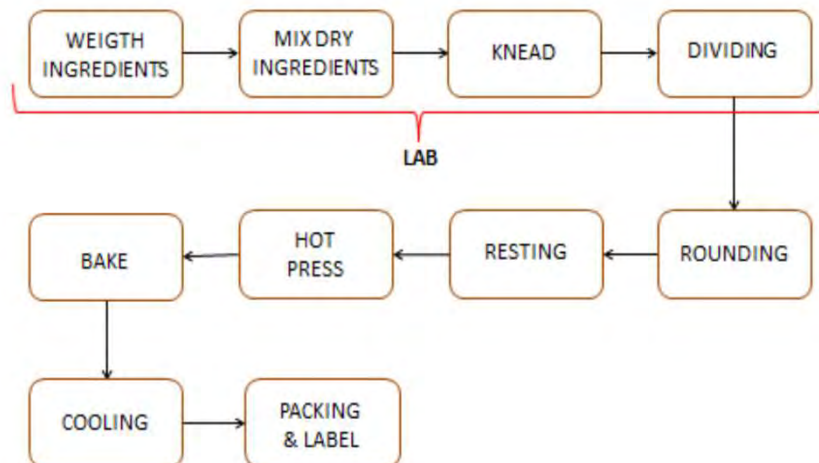 WEIGTH
INGREDIENTS
MIX DRY
INGREDIENTS
KNEAD
DIVIDING
LAB
ROUNDING
RESTING
HOT
PRESS
BAKE
COOLING
PACKING
& LABEL